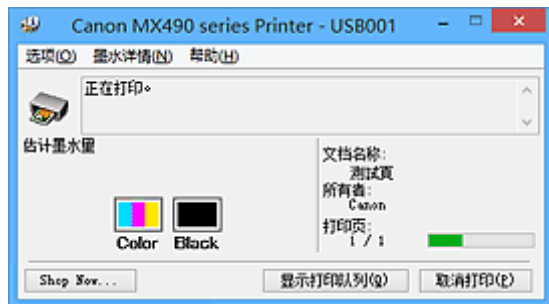 Canon MX490 series Printer - USB001
选项(O) 墨水详情(N) 帮助(H)
正在打印。
估计墨水量
文档名称:
测试页
所有者:
Canon
打印页:
1 / 1
Color Black
Shop Now... 显示打印队列(Q) 取消打印(P)